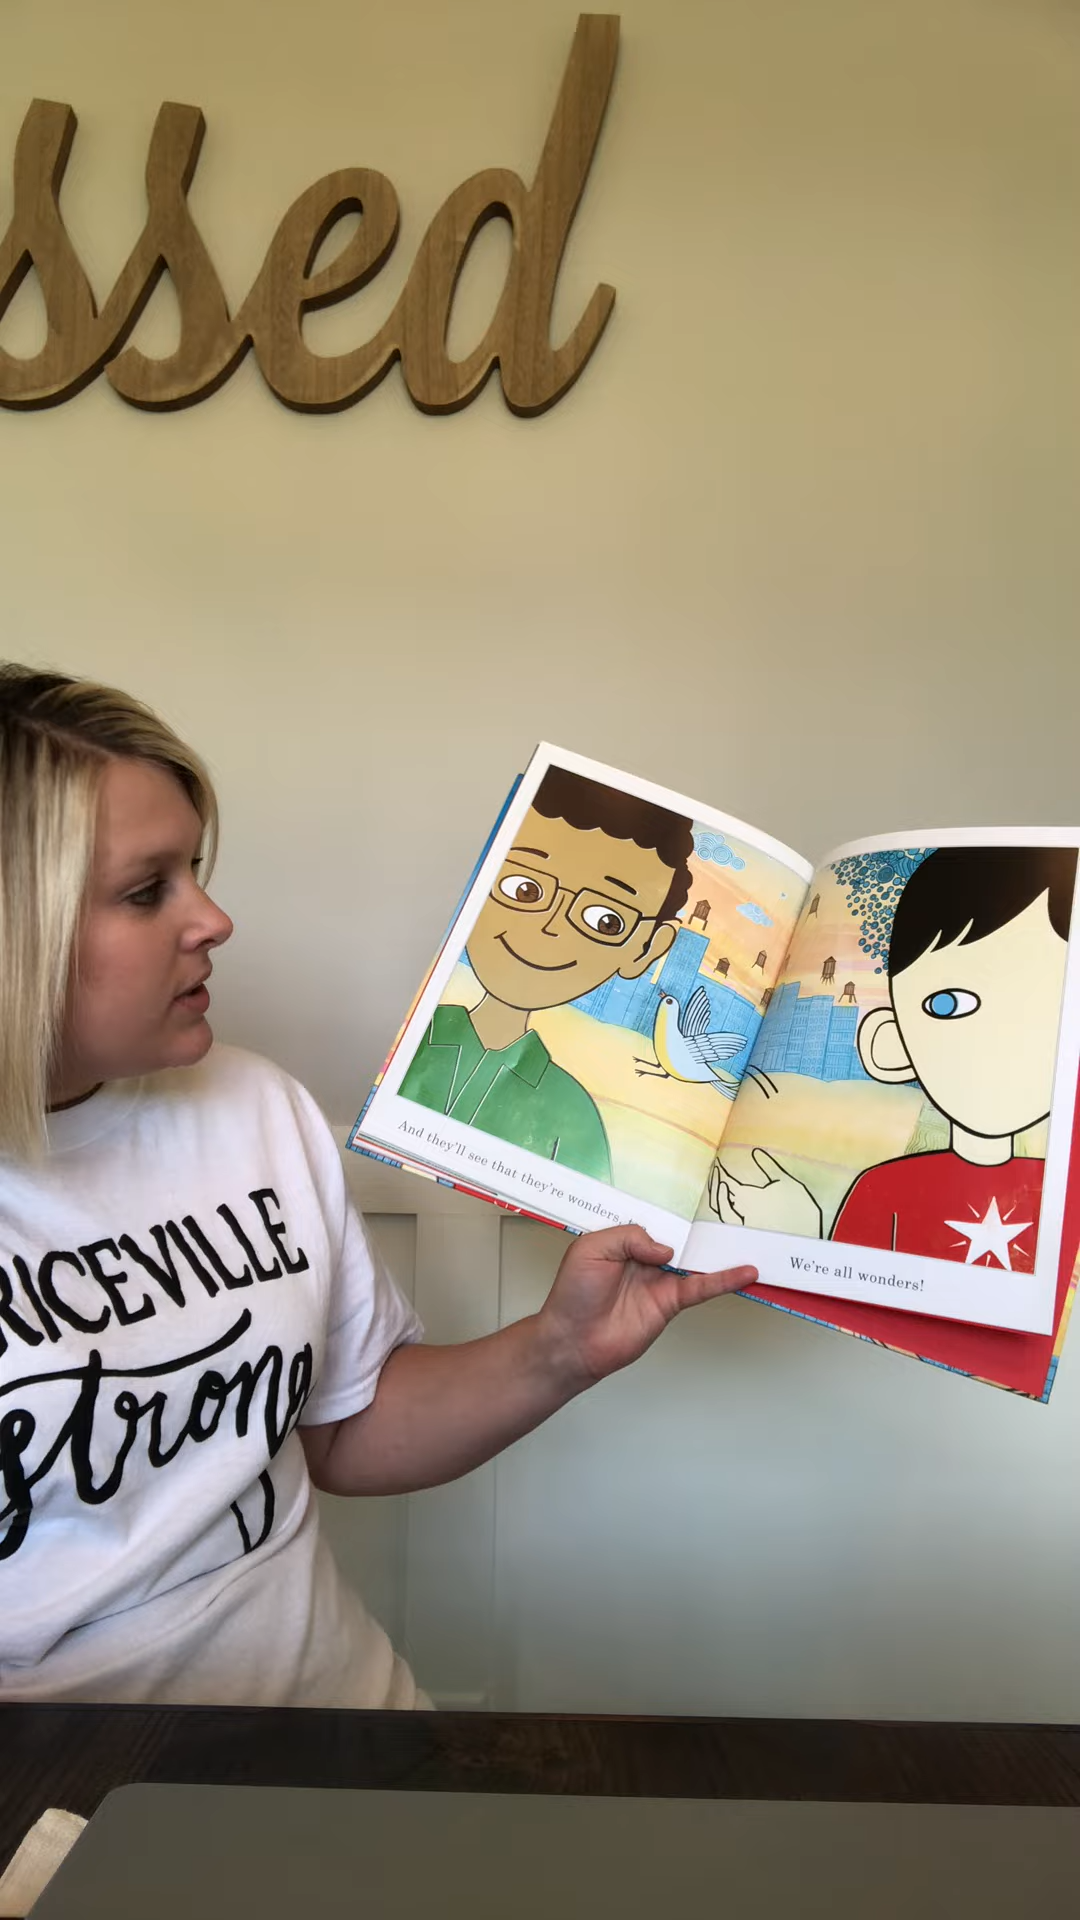 ssed
RICEVILLE
strong
And they'll see that they're wonders,
We're all wonders!